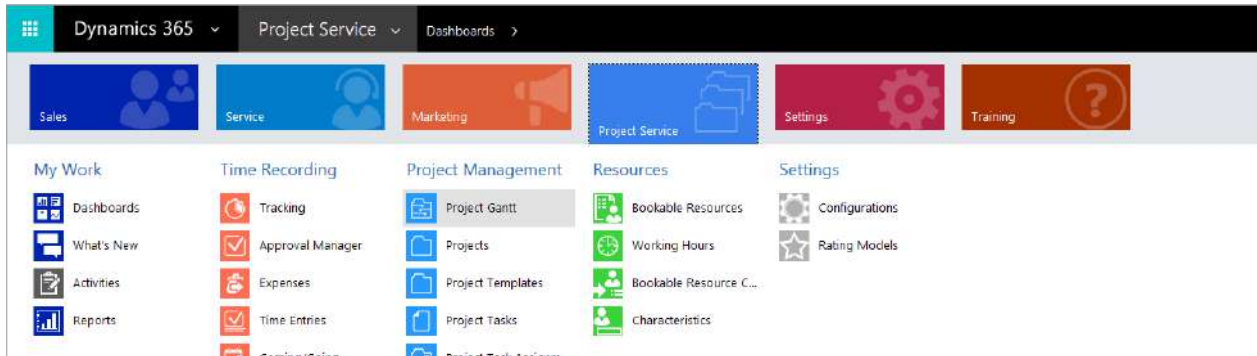 Dynamics 365 Project Service Dashboards
Sales Service Marketing Project Service Settings Training
My Work Time Recording Project Management Resources Settings
Dashboards Tracking Project Gantt Bookable Resources Configurations
What's New Approval Manager Projects Working Hours Rating Models
Activities Expenses Project Templates Bookable Resource C...
Reports Time Entries Project Tasks Characteristics
Project Task